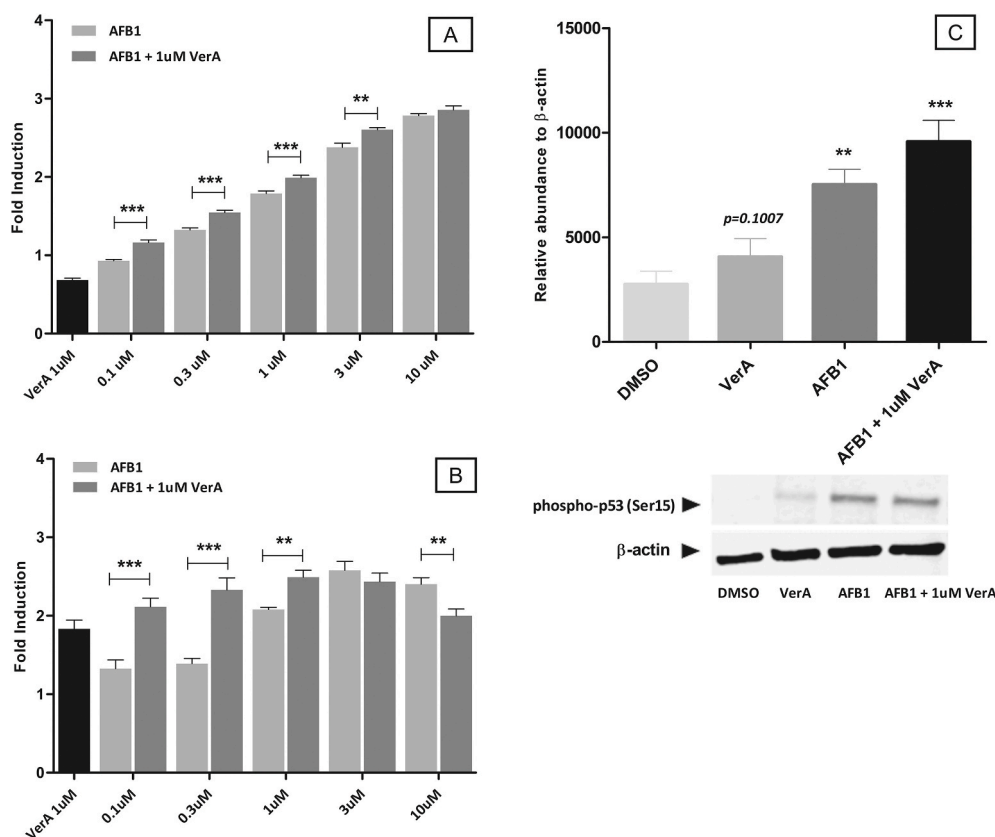 A
AFB1
AFB1 + 1uM VerA
Fold Induction
4
3
2
1
0
***
***
***
**
VerA 1uM
0.1 uM
0.3 uM
1 uM
3 uM
10 uM
B
AFB1
AFB1 + 1uM VerA
Fold Induction
4
3
2
1
0
***
***
**
**
VerA 1uM
0.1uM
0.3uM
1uM
3uM
10uM
C
Relative abundance to β-actin
15000
10000
5000
0
p=0.1007
**
***
DMSO
VerA
AFB1
AFB1 + 1uM VerA
phospho-p53 (Ser15)
β-actin
DMSO
VerA
AFB1
AFB1 + 1uM VerA